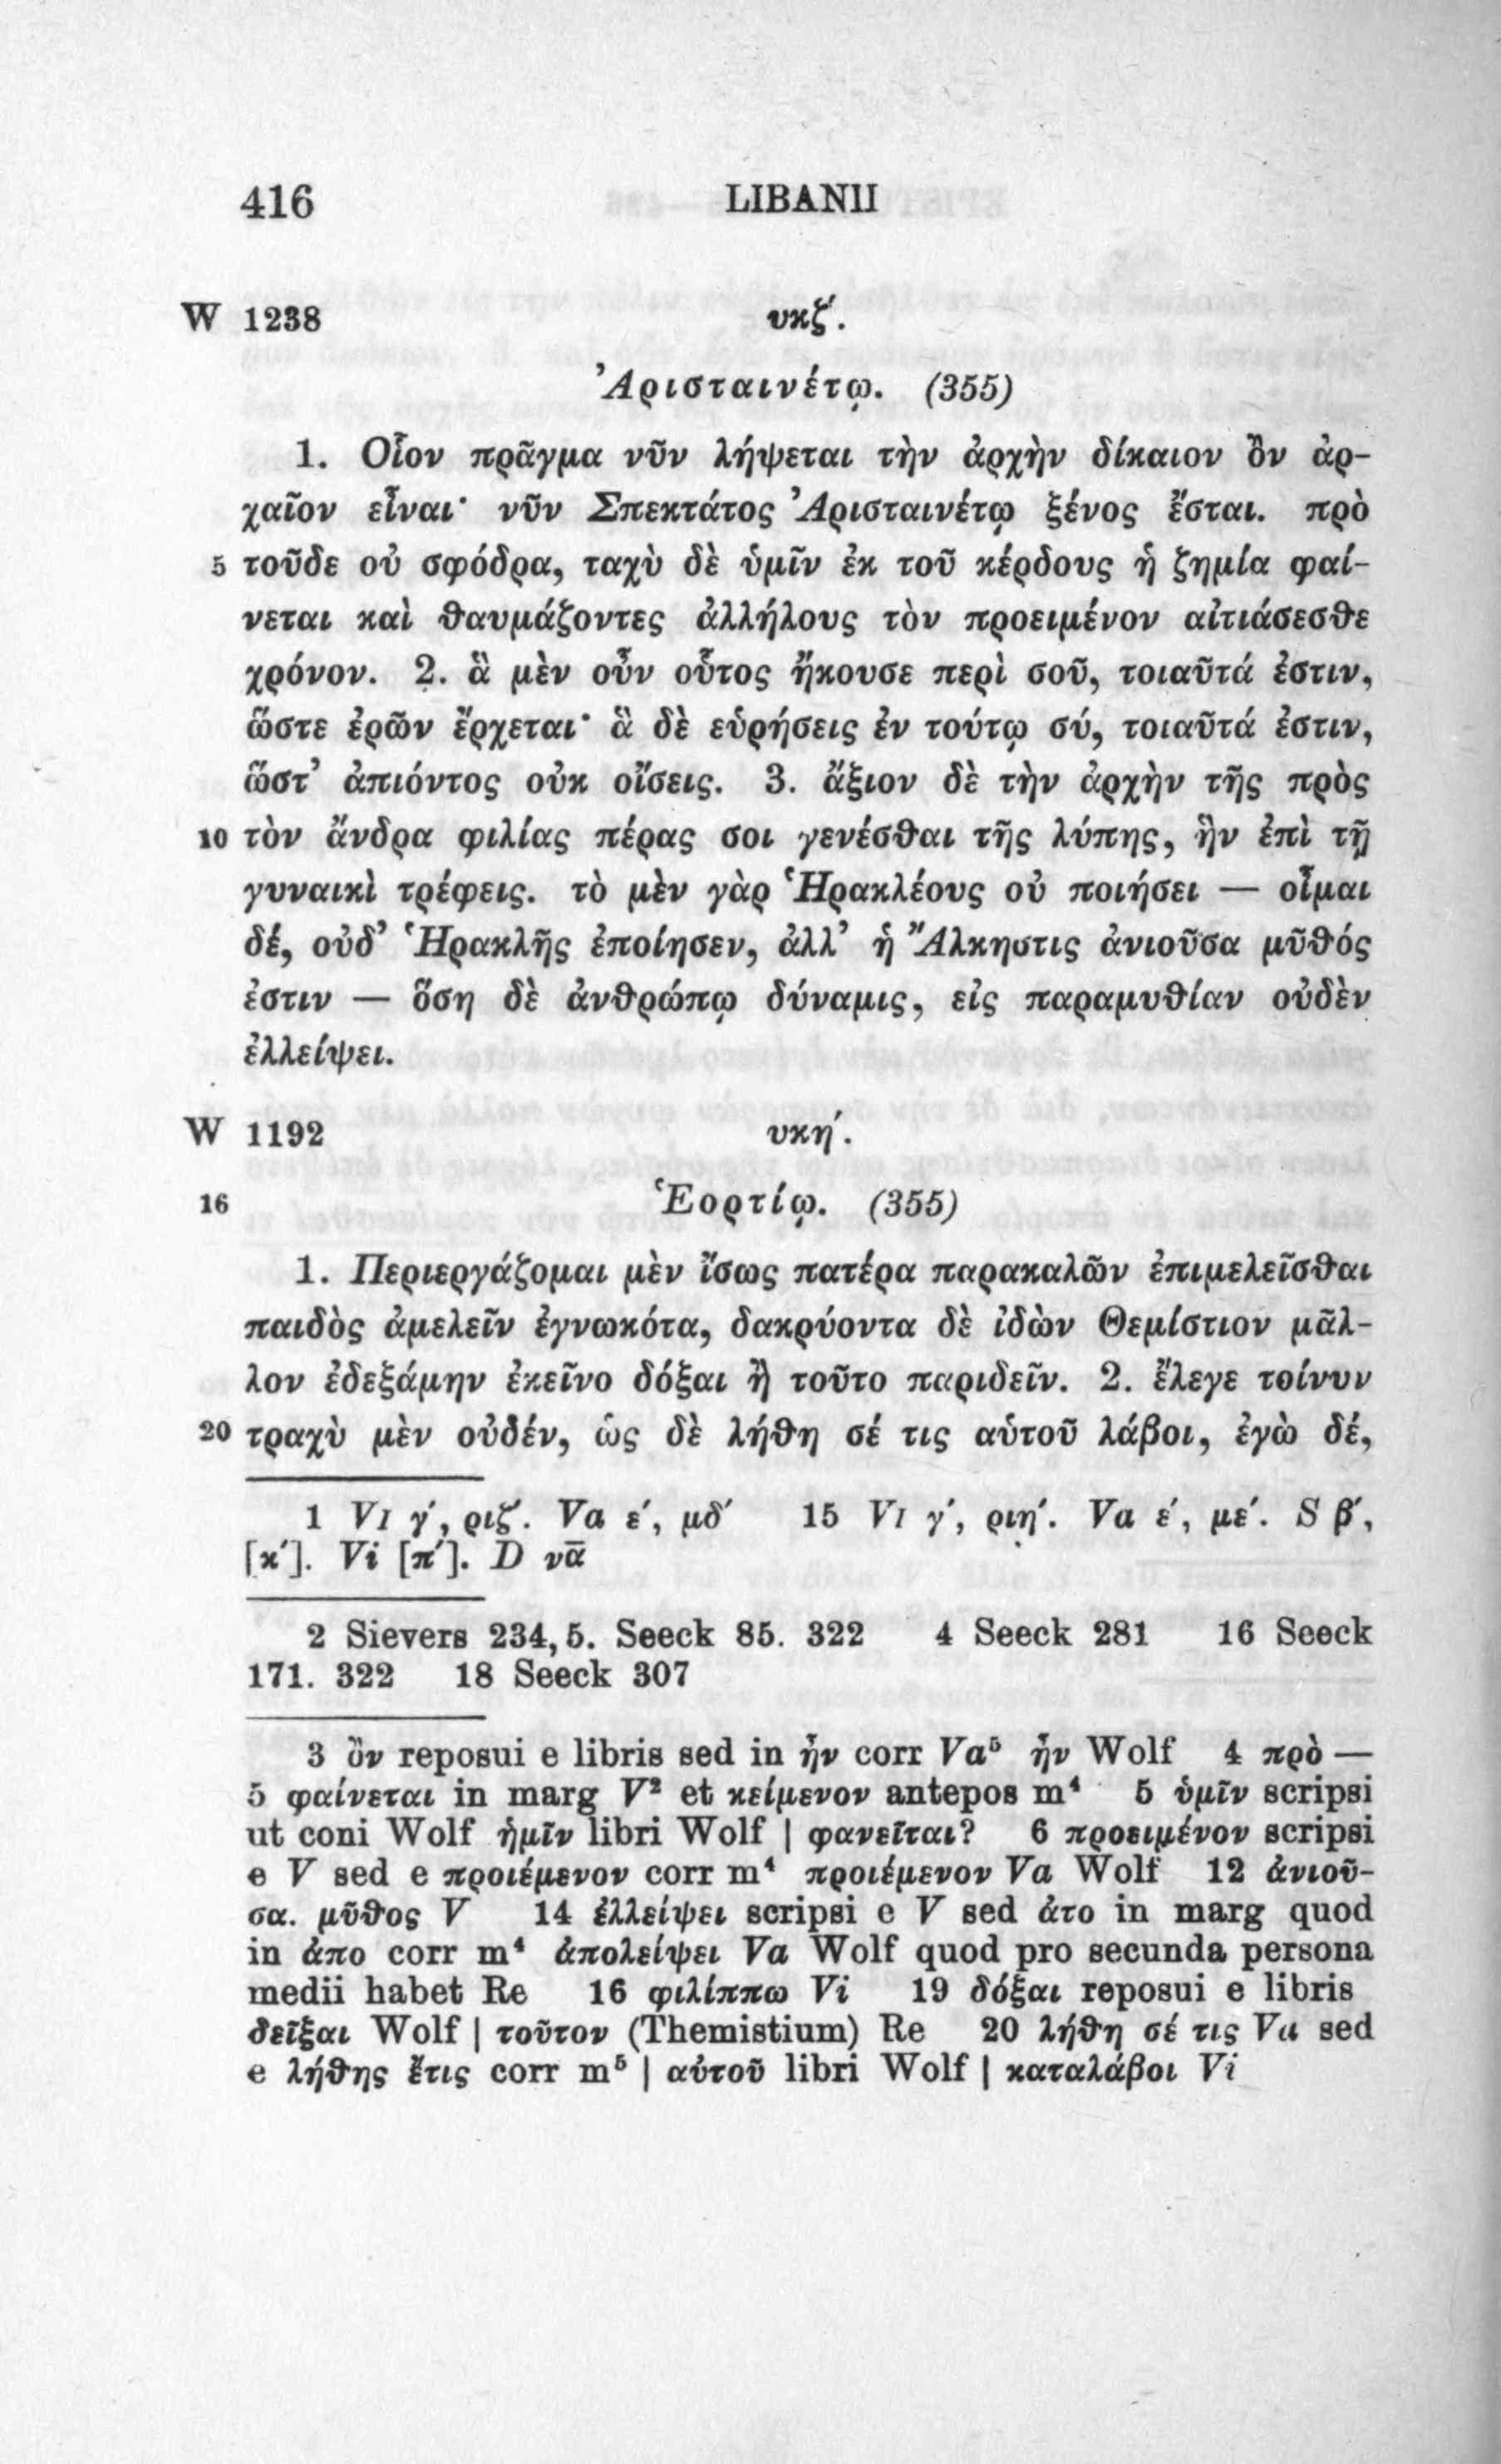 416 LIBANII
W 1238 υκζ΄.
Ἀρισταινέτῳ. (355)
1. Οἷον πρᾶγμα νῦν λήψεται τὴν ἀρχὴν δίκαιον ὂν ἀρ-
χαῖον εἶναι· νῦν Σπεκτάτος Ἀρισταινέτῳ ξένος ἔσται. πρὸ
5 τοῦδε οὐ σφόδρα, ταχὺ δὲ ὑμῖν ἐκ τοῦ κέρδους ἡ ζημία φαί-
νεται καὶ θαυμάζοντες ἀλλήλους τὸν προειμένον αἰτιάσεσθε
χρόνον. 2. ἃ μὲν οὖν οὗτος ἤκουσε περὶ σοῦ, τοιαῦτά ἐστιν,
ὥστε ἐρῶν ἔρχεται· ἃ δὲ εὑρήσεις ἐν τούτῳ σύ, τοιαῦτά ἐστιν,
ὥστ’ ἀπιόντος οὐκ οἴσεις. 3. ἄξιον δὲ τὴν ἀρχὴν τῆς πρὸς
10 τὸν ἄνδρα φιλίας πέρας σοι γενέσθαι τῆς λύπης, ἣν ἐπὶ τῇ
γυναικὶ τρέφεις. τὸ μὲν γὰρ Ἡρακλέους οὐ ποιήσει — οἶμαι
δέ, οὐδ’ Ἡρακλῆς ἐποίησεν, ἀλλ’ ἡ Ἄλκηστις ἀνιοῦσα μῦθός
ἐστιν — ὅση δὲ ἀνθρώπῳ δύναμις, εἰς παραμυθίαν οὐδὲν
ἐλλείψει.
W 1192 υκη΄.
16 Ἑορτίῳ. (355)
1. Περιεργάζομαι μὲν ἴσως πατέρα παρακαλῶν ἐπιμελεῖσθαι
παιδὸς ἀμελεῖν ἐγνωκότα, δακρύοντα δὲ ἰδὼν Θεμίστιον μᾶλ-
λον ἐδεξάμην ἐκεῖνο δόξαι ἢ τοῦτο παριδεῖν. 2. ἔλεγε τοίνυν
20 τραχὺ μὲν οὐδέν, ὡς δὲ λήθη σέ τις αὑτοῦ λάβοι, ἐγὼ δέ,
1 VI γ΄, ριζ΄. Va ε΄, μδ΄ 15 VI γ΄, ριη΄. Va ε΄, με΄. S β΄,
[κ΄]. Vi [π΄]. D νᾱ
2 Sievers 234, 5. Seeck 85. 322 4 Seeck 281 16 Seeck
171. 322 18 Seeck 307
3 ὂν reposui e libris sed in ἦν corr Va⁵ ἦν Wolf 4 πρὸ —
5 φαίνεται in marg V² et κείμενον antepos m⁴ 5 ὑμῖν scripsi
ut coni Wolf ἡμῖν libri Wolf | φανεῖται? 6 προειμένον scripsi
e V sed e προιέμενον corr m⁴ προιέμενον Va Wolf 12 ἀνιοῦ-
σα. μῦθος V 14 ἐλλείψει scripsi e V sed ἀτο in marg quod
in ἀπο corr m⁴ ἀπολείψει Va Wolf quod pro secunda persona
medii habet Re 16 φιλίππω Vi 19 δόξαι reposui e libris
δεῖξαι Wolf | τοῦτον (Themistium) Re 20 λήθη σέ τις Va sed
e λήθης ἔτις corr m⁵ | αὐτοῦ libri Wolf | καταλάβοι Vi